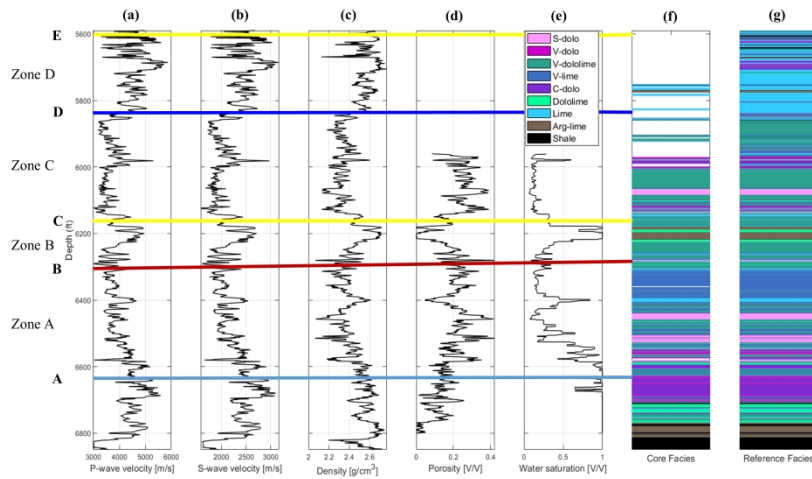 (a) (b) (c) (d) (e) (f) (g)
E
5600
Zone D
5800
D
Zone C
6000
C
Depth (ft)
6200
Zone B
B
6400
Zone A
6600
A
6800
S-dolo
V-dolo
V-dololime
V-lime
C-dolo
Dololime
Lime
Arg-lime
Shale
3000 4000 5000 6000
P-wave velocity [m/s]
2000 3000
S-wave velocity [m/s]
2 2.2 2.4 2.6
Density [g/cm³]
0 0.2 0.4
Porosity [V/V]
0 0.5 1
Water saturation [V/V]
Core Facies
Reference Facies